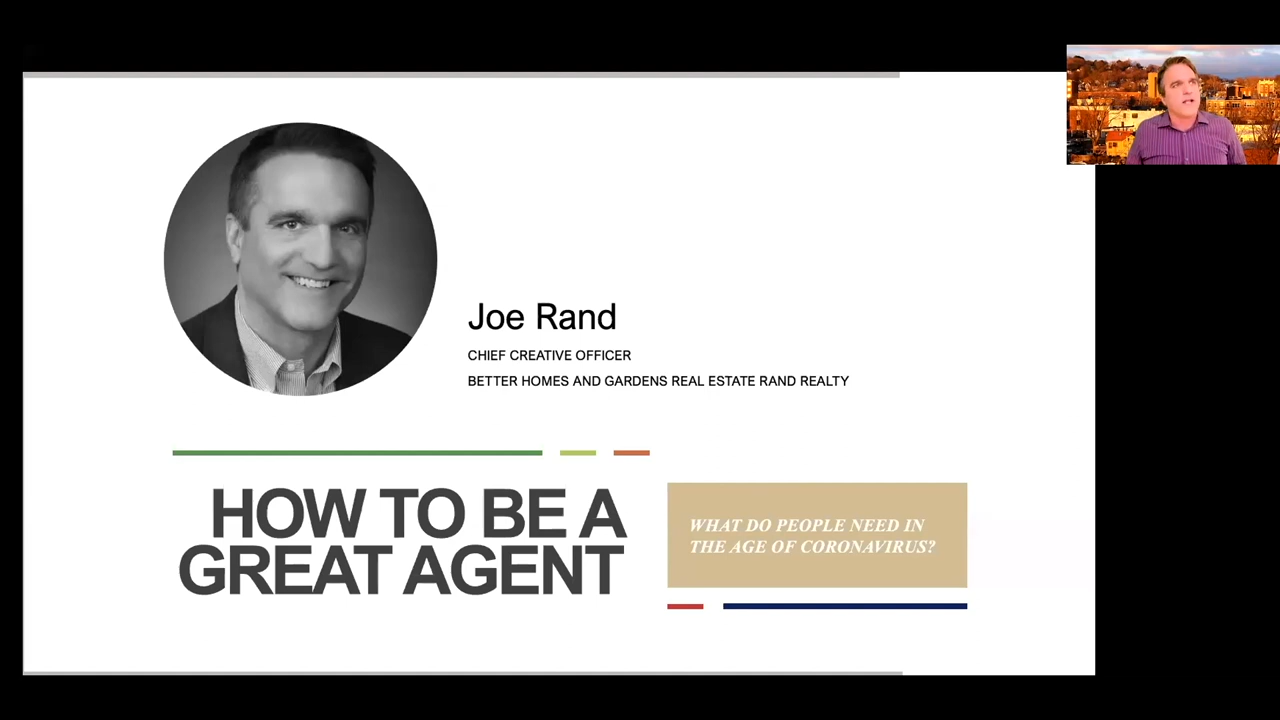 Joe Rand
CHIEF CREATIVE OFFICER
BETTER HOMES AND GARDENS REAL ESTATE RAND REALTY
HOW TO BE A
GREAT AGENT
WHAT DO PEOPLE NEED IN
THE AGE OF CORONAVIRUS?